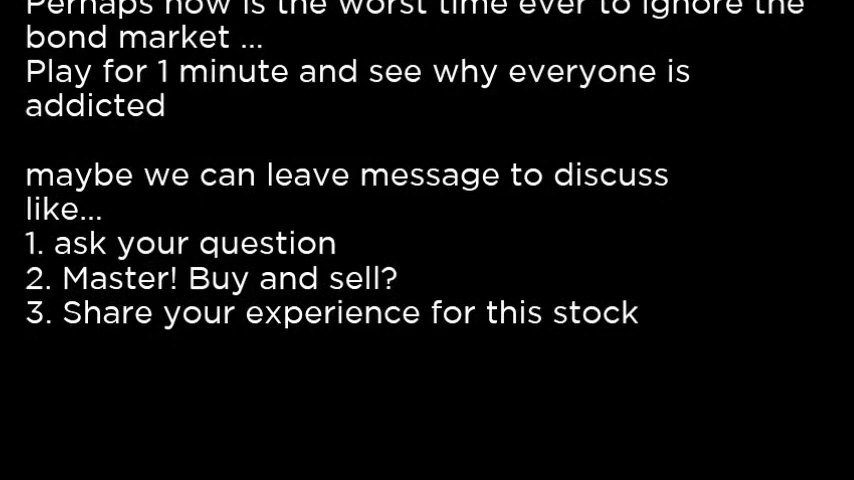 Perhaps now is the worst time ever to ignore the
bond market ...
Play for 1 minute and see why everyone is
addicted
maybe we can leave message to discuss
like...
1. ask your question
2. Master! Buy and sell?
3. Share your experience for this stock